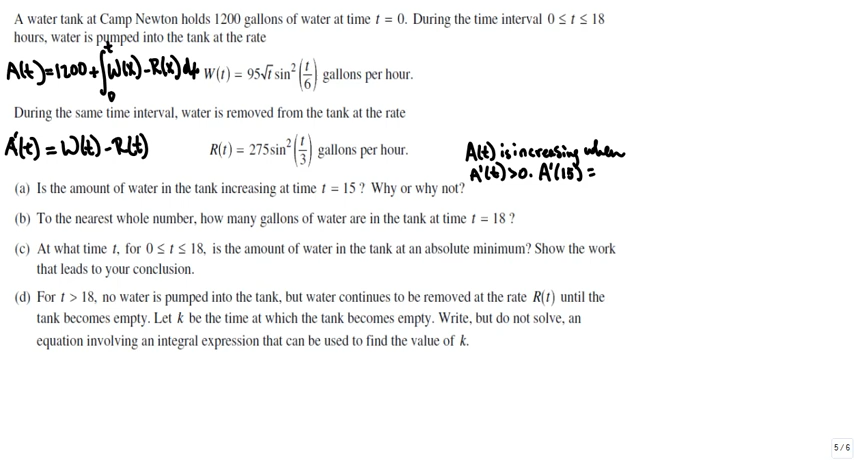 A water tank at Camp Newton holds 1200 gallons of water at time t = 0. During the time interval 0 ≤ t ≤ 18
hours, water is pumped into the tank at the rate
A(t)=1200+∫₀ᵗ W(x)-R(x) dt W(t) = 95√t sin²(t/6) gallons per hour.
During the same time interval, water is removed from the tank at the rate
A'(t) = W(t) - R(t) R(t) = 275 sin²(t/3) gallons per hour.
A(t) is increasing when
A'(t)>0. A'(15) =
(a) Is the amount of water in the tank increasing at time t = 15 ? Why or why not?
(b) To the nearest whole number, how many gallons of water are in the tank at time t = 18 ?
(c) At what time t, for 0 ≤ t ≤ 18, is the amount of water in the tank at an absolute minimum? Show the work
that leads to your conclusion.
(d) For t > 18, no water is pumped into the tank, but water continues to be removed at the rate R(t) until the
tank becomes empty. Let k be the time at which the tank becomes empty. Write, but do not solve, an
equation involving an integral expression that can be used to find the value of k.
5 / 6